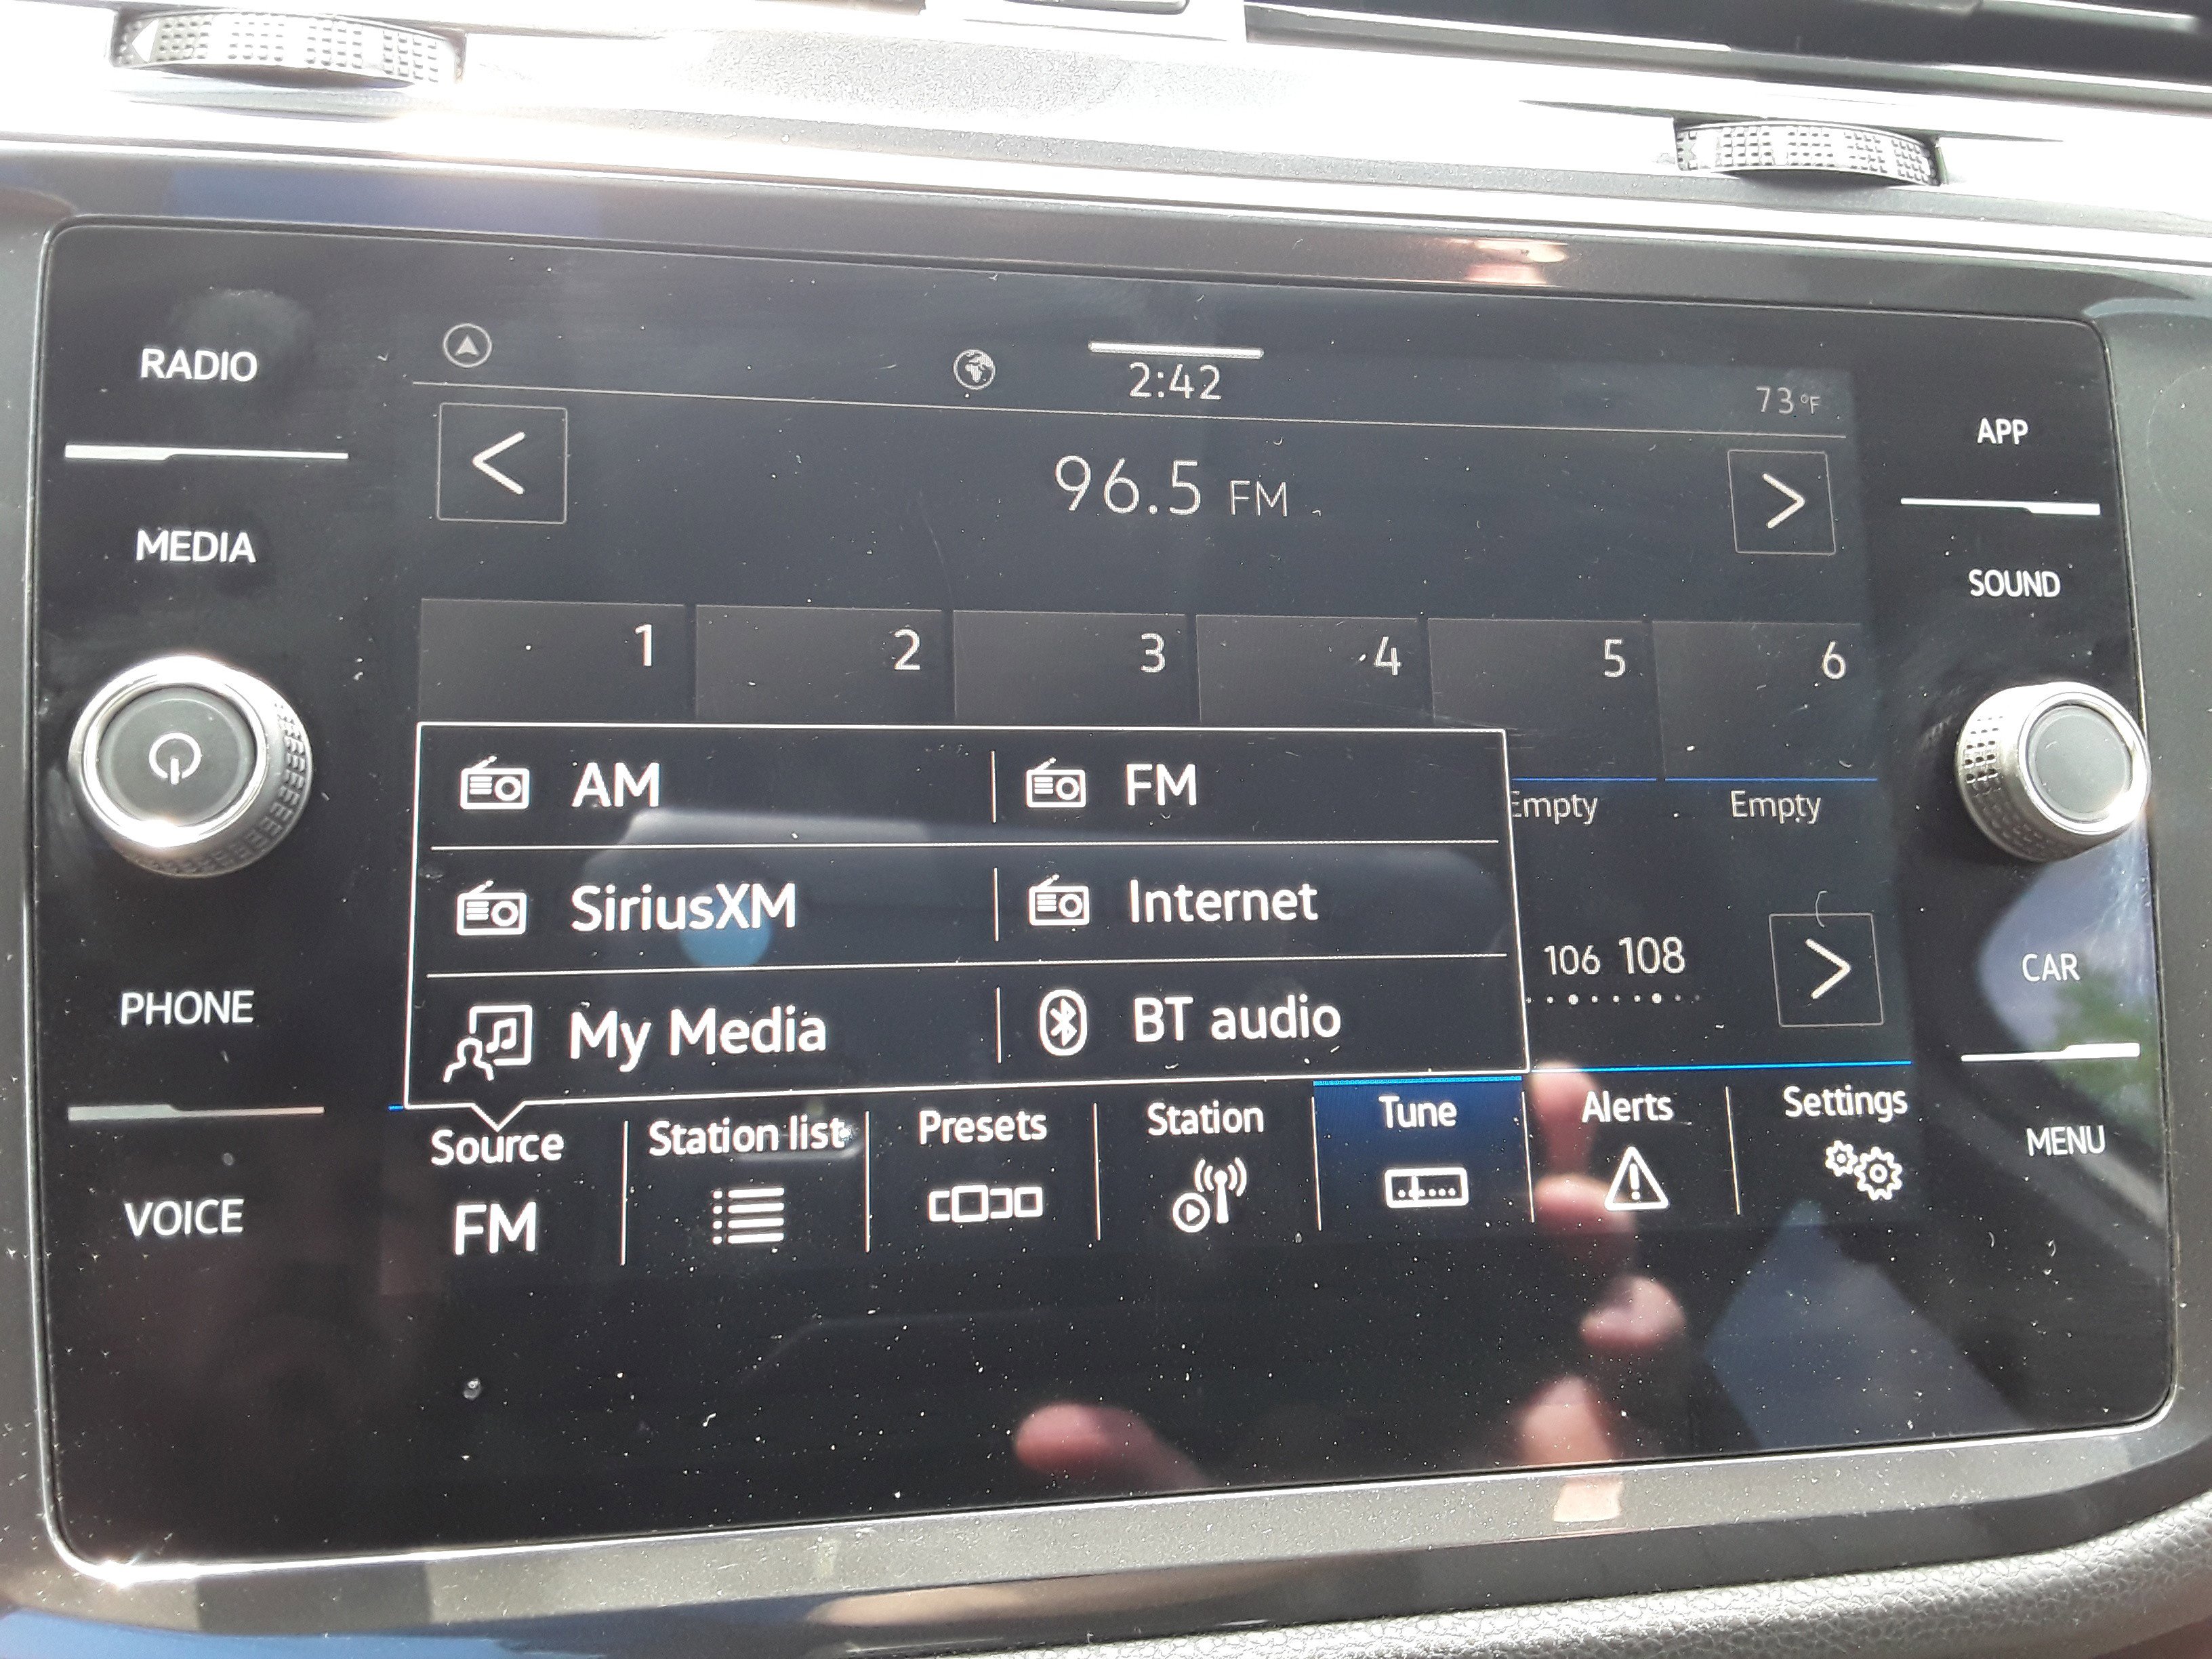 RADIO
MEDIA
PHONE
VOICE
2:42
73°F
96.5 FM
1 2 3 4 5 6
AM
FM
SiriusXM
Internet
My Media
BT audio
Empty
Empty
106 108
Source
FM
Station list
Presets
Station
Tune
Alerts
Settings
APP
SOUND
CAR
MENU